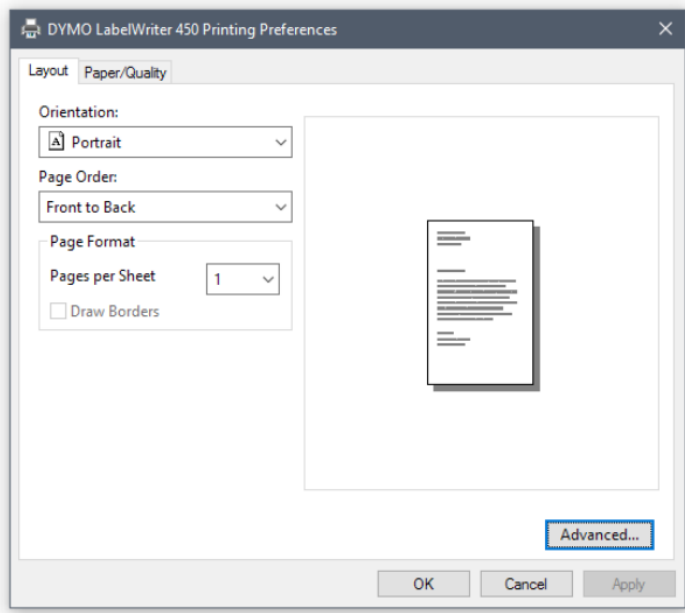 DYMO LabelWriter 450 Printing Preferences
Layout Paper/Quality
Orientation:
A Portrait
Page Order:
Front to Back
Page Format
Pages per Sheet 1
Draw Borders
Advanced...
OK Cancel Apply